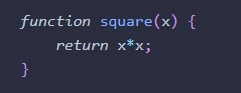 function square(x) {
    return x*x;
}